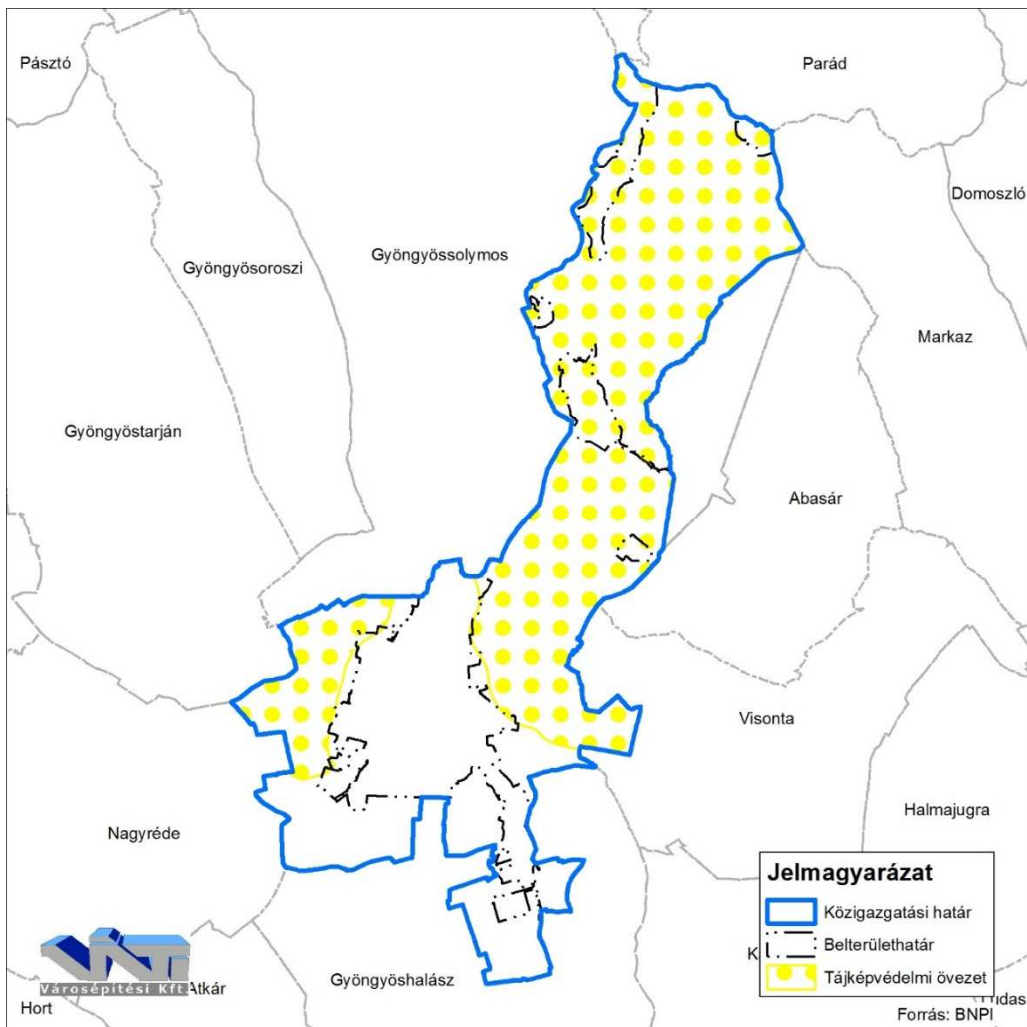 Pásztó
Parád
Domoszló
Gyöngyösoroszi
Gyöngyössolymos
Markaz
Gyöngyöstarján
Abasár
Visonta
Nagyréde
Halmajugra
Jelmagyarázat
Közigazgatási határ
Belterülethatár
Tájképvédelmi övezet
K
Gyöngyöshalász
Városépítési Kft.
Atkár
Hort
Forrás: BNPI